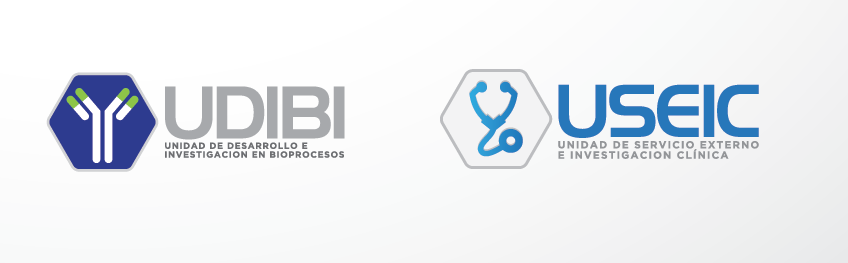 UDIBI
UNIDAD DE DESARROLLO E
INVESTIGACION EN BIOPROCESOS
USEIC
UNIDAD DE SERVICIO EXTERNO
E INVESTIGACION CLÍNICA